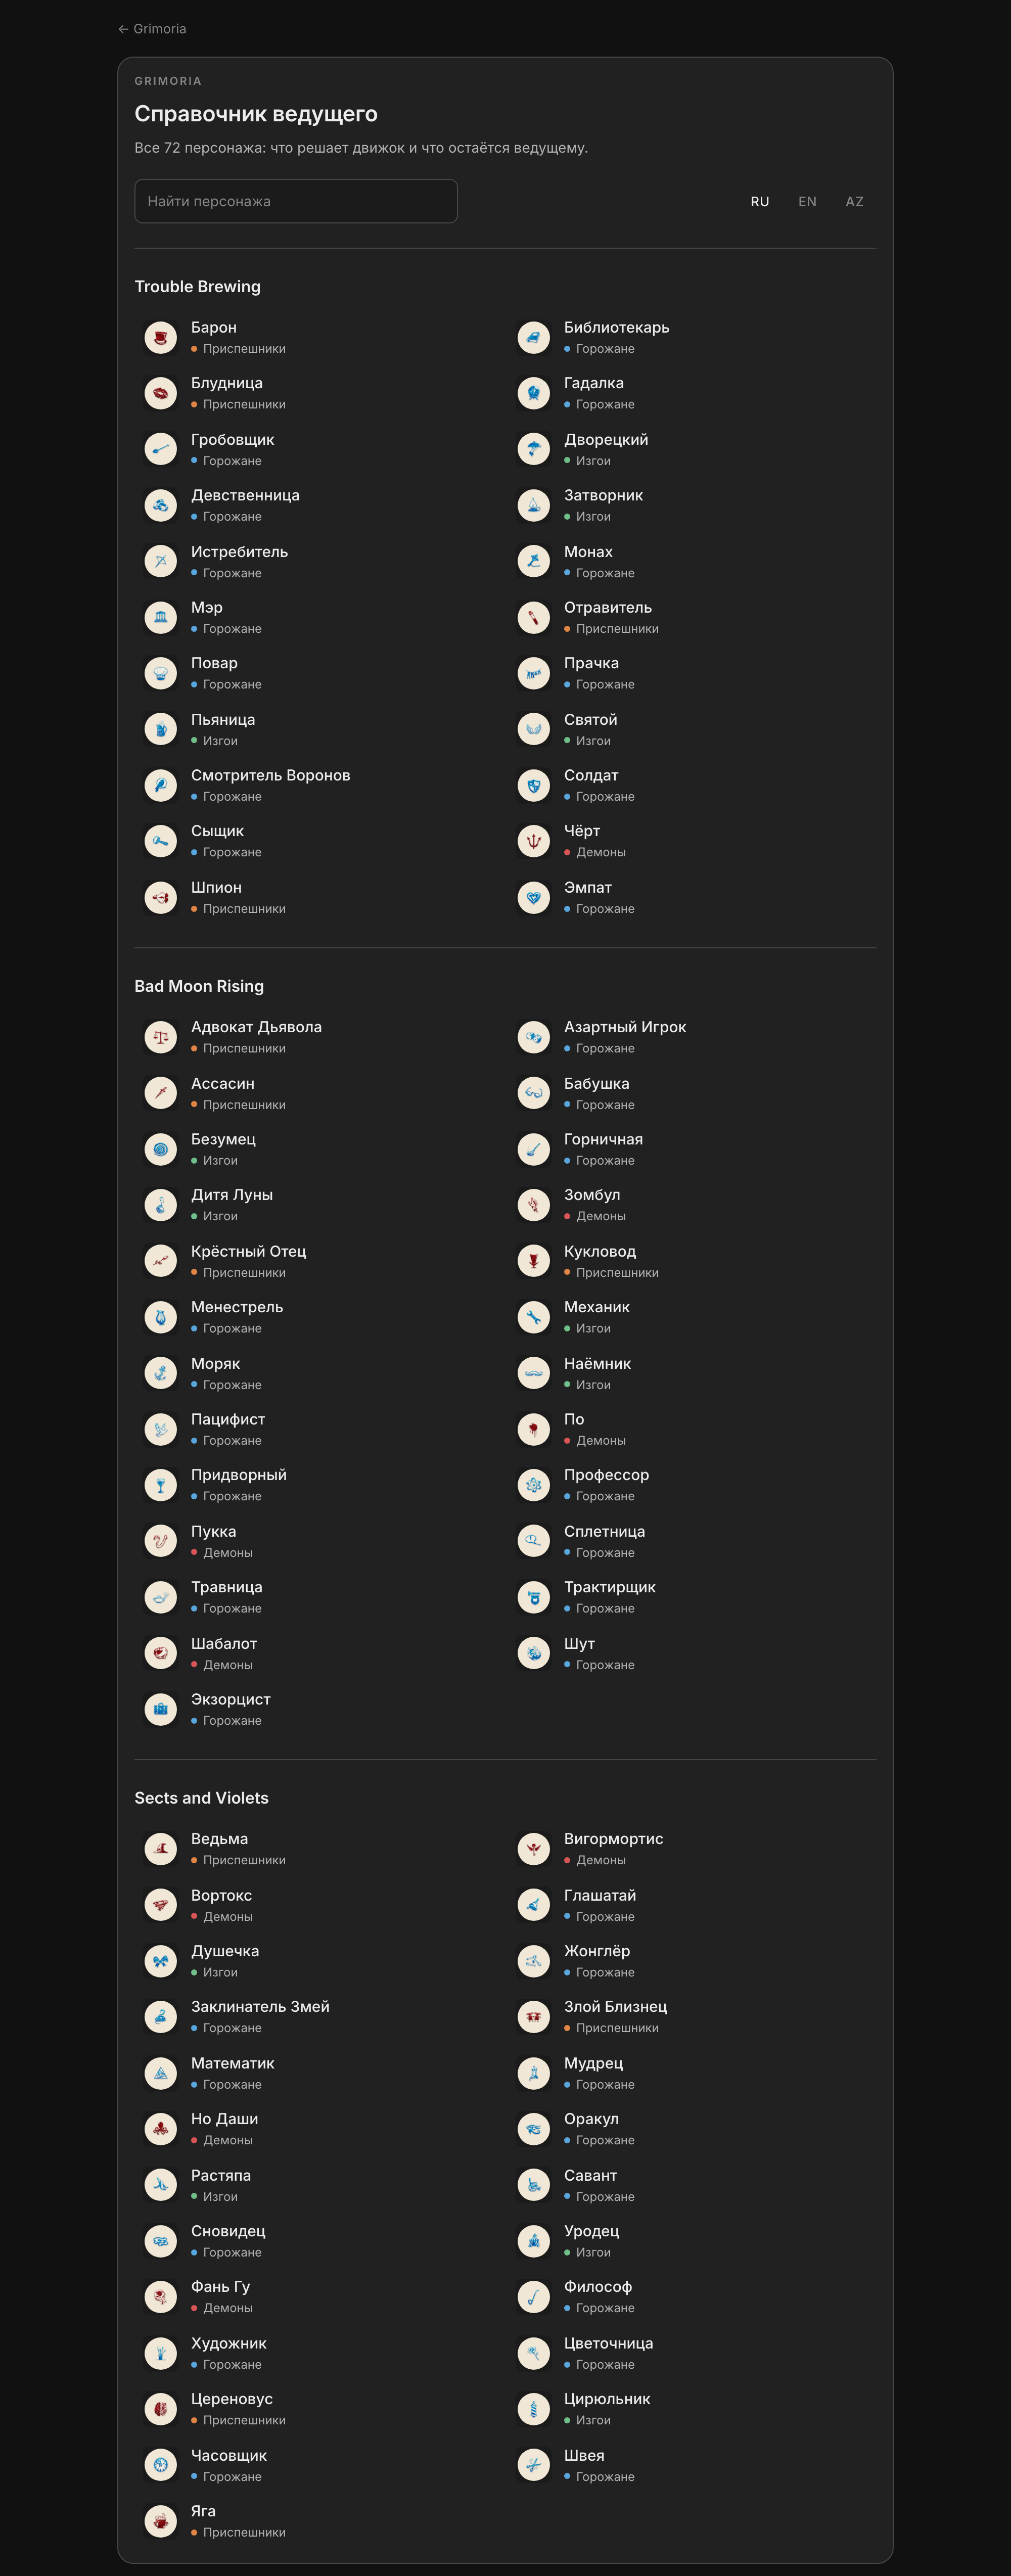 ← Grimoria
GRIMORIA
Справочник ведущего
Все 72 персонажа: что решает движок и что остаётся ведущему.
Найти персонажа
RU EN AZ
Trouble Brewing
Барон
Приспешники
Библиотекарь
Горожане
Блудница
Приспешники
Гадалка
Горожане
Гробовщик
Горожане
Дворецкий
Изгои
Девственница
Горожане
Затворник
Изгои
Истребитель
Горожане
Монах
Горожане
Мэр
Горожане
Отравитель
Приспешники
Повар
Горожане
Прачка
Горожане
Пьяница
Изгои
Святой
Изгои
Смотритель Воронов
Горожане
Солдат
Горожане
Сыщик
Горожане
Чёрт
Демоны
Шпион
Приспешники
Эмпат
Горожане
Bad Moon Rising
Адвокат Дьявола
Приспешники
Азартный Игрок
Горожане
Ассасин
Приспешники
Бабушка
Горожане
Безумец
Изгои
Горничная
Горожане
Дитя Луны
Изгои
Зомбул
Демоны
Крёстный Отец
Приспешники
Кукловод
Приспешники
Менестрель
Горожане
Механик
Изгои
Моряк
Горожане
Наёмник
Изгои
Пацифист
Горожане
По
Демоны
Придворный
Горожане
Профессор
Горожане
Пукка
Демоны
Сплетница
Горожане
Травница
Горожане
Трактирщик
Горожане
Шабалот
Демоны
Шут
Горожане
Экзорцист
Горожане
Sects and Violets
Ведьма
Приспешники
Вигормортис
Демоны
Вортокс
Демоны
Глашатай
Горожане
Душечка
Изгои
Жонглёр
Горожане
Заклинатель Змей
Горожане
Злой Близнец
Приспешники
Математик
Горожане
Мудрец
Горожане
Но Даши
Демоны
Оракул
Горожане
Растяпа
Изгои
Савант
Горожане
Сновидец
Горожане
Уродец
Изгои
Фань Гу
Демоны
Философ
Горожане
Художник
Горожане
Цветочница
Горожане
Цереновус
Приспешники
Цирюльник
Изгои
Часовщик
Горожане
Швея
Горожане
Яга
Приспешники